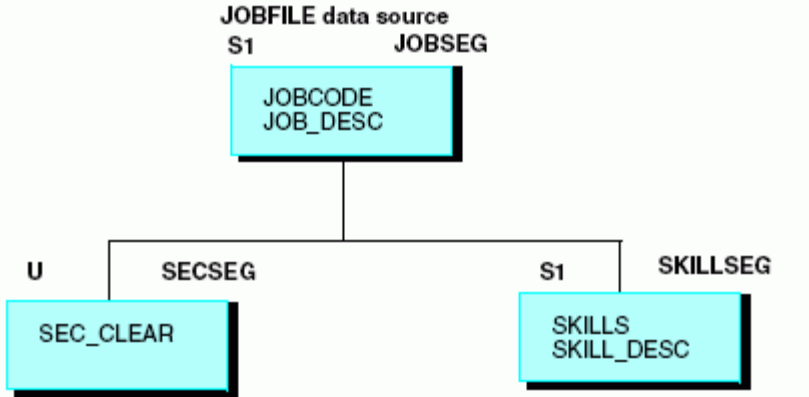 JOBFILE data source
S1 JOBSEG
JOBCODE
JOB_DESC
U SECSEG
SEC_CLEAR
S1 SKILLSEG
SKILLS
SKILL_DESC